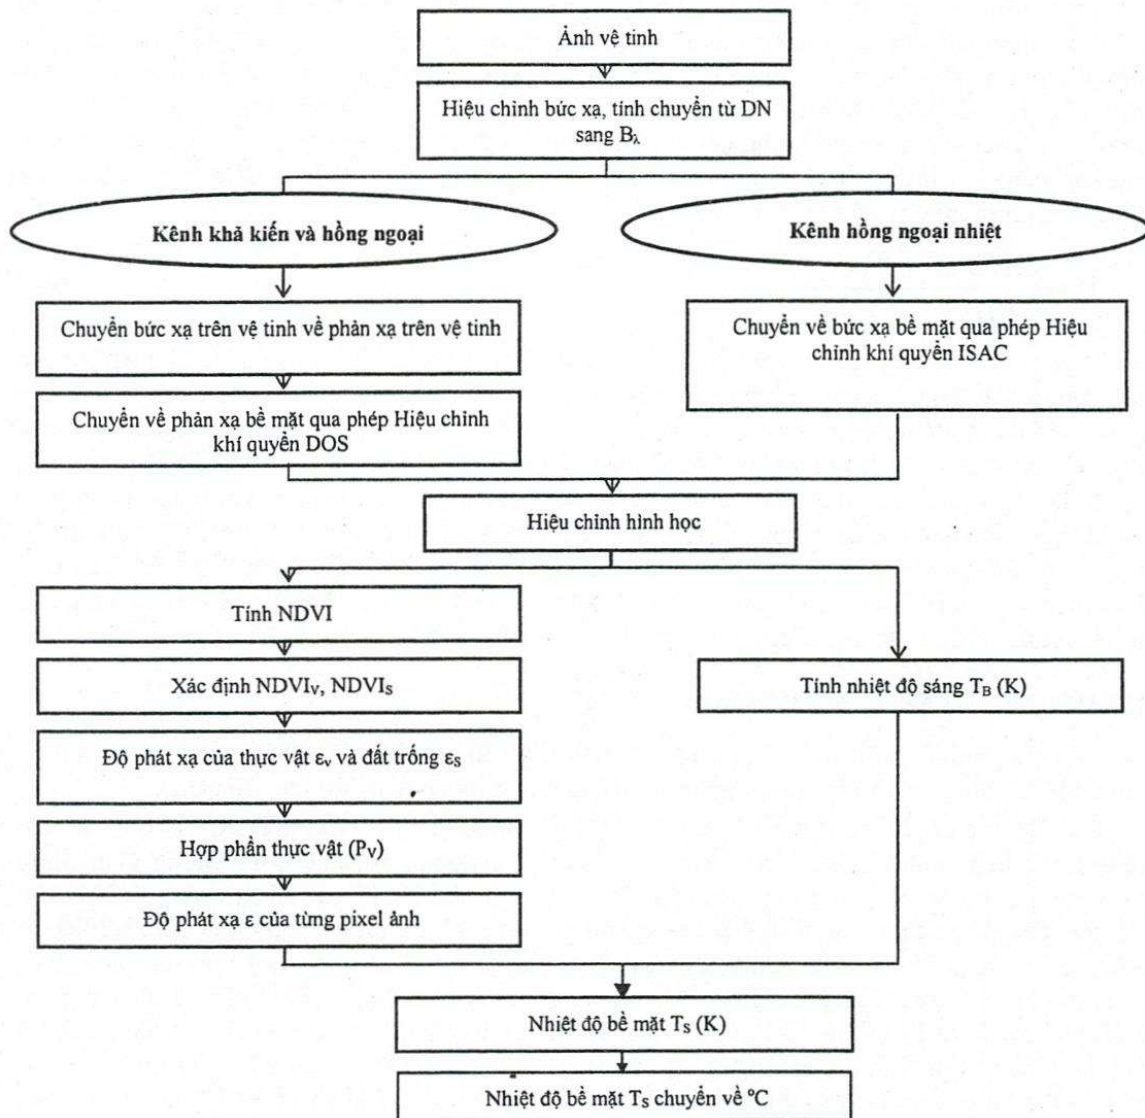 Ảnh vệ tinh
Hiệu chỉnh bức xạ, tính chuyển từ DN
sang Bλ
Kênh khả kiến và hồng ngoại
Kênh hồng ngoại nhiệt
Chuyển bức xạ trên vệ tinh về phản xạ trên vệ tinh
Chuyển về bức xạ bề mặt qua phép Hiệu
chỉnh khí quyển ISAC
Chuyển về phản xạ bề mặt qua phép Hiệu chỉnh
khí quyển DOS
Hiệu chỉnh hình học
Tính NDVI
Xác định NDVIV, NDVIS
Tính nhiệt độ sáng TB (K)
Độ phát xạ của thực vật εv và đất trống εS
Hợp phần thực vật (PV)
Độ phát xạ ε của từng pixel ảnh
Nhiệt độ bề mặt TS (K)
Nhiệt độ bề mặt TS chuyển về °C